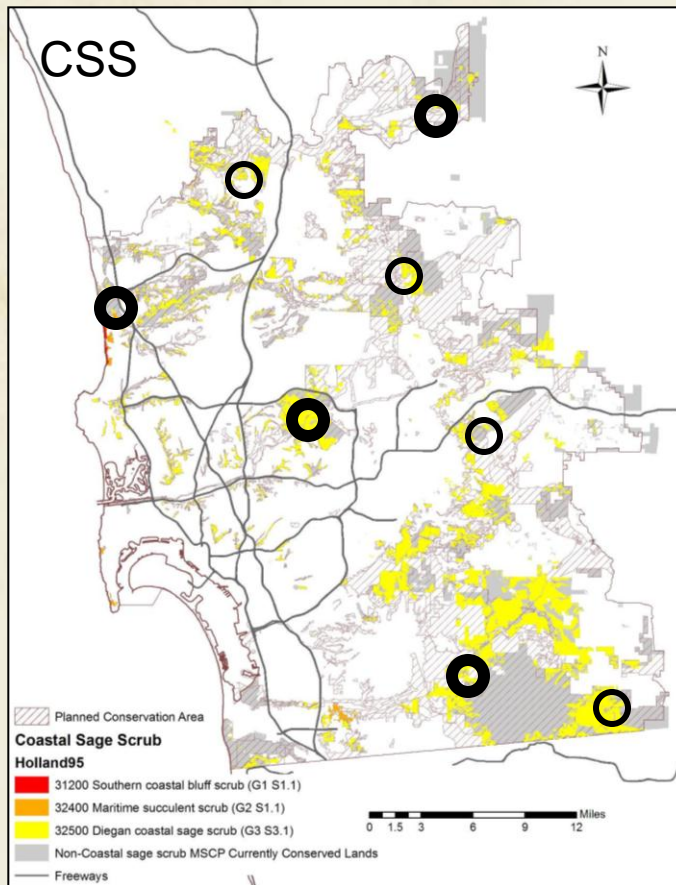 CSS
N
Planned Conservation Area
Coastal Sage Scrub
Holland95
31200 Southern coastal bluff scrub (G1 S1.1)
32400 Maritime succulent scrub (G2 S1.1)
32500 Diegan coastal sage scrub (G3 S3.1)
Non-Coastal sage scrub MSCP Currently Conserved Lands
Freeways
Miles
0 1.5 3 6 9 12